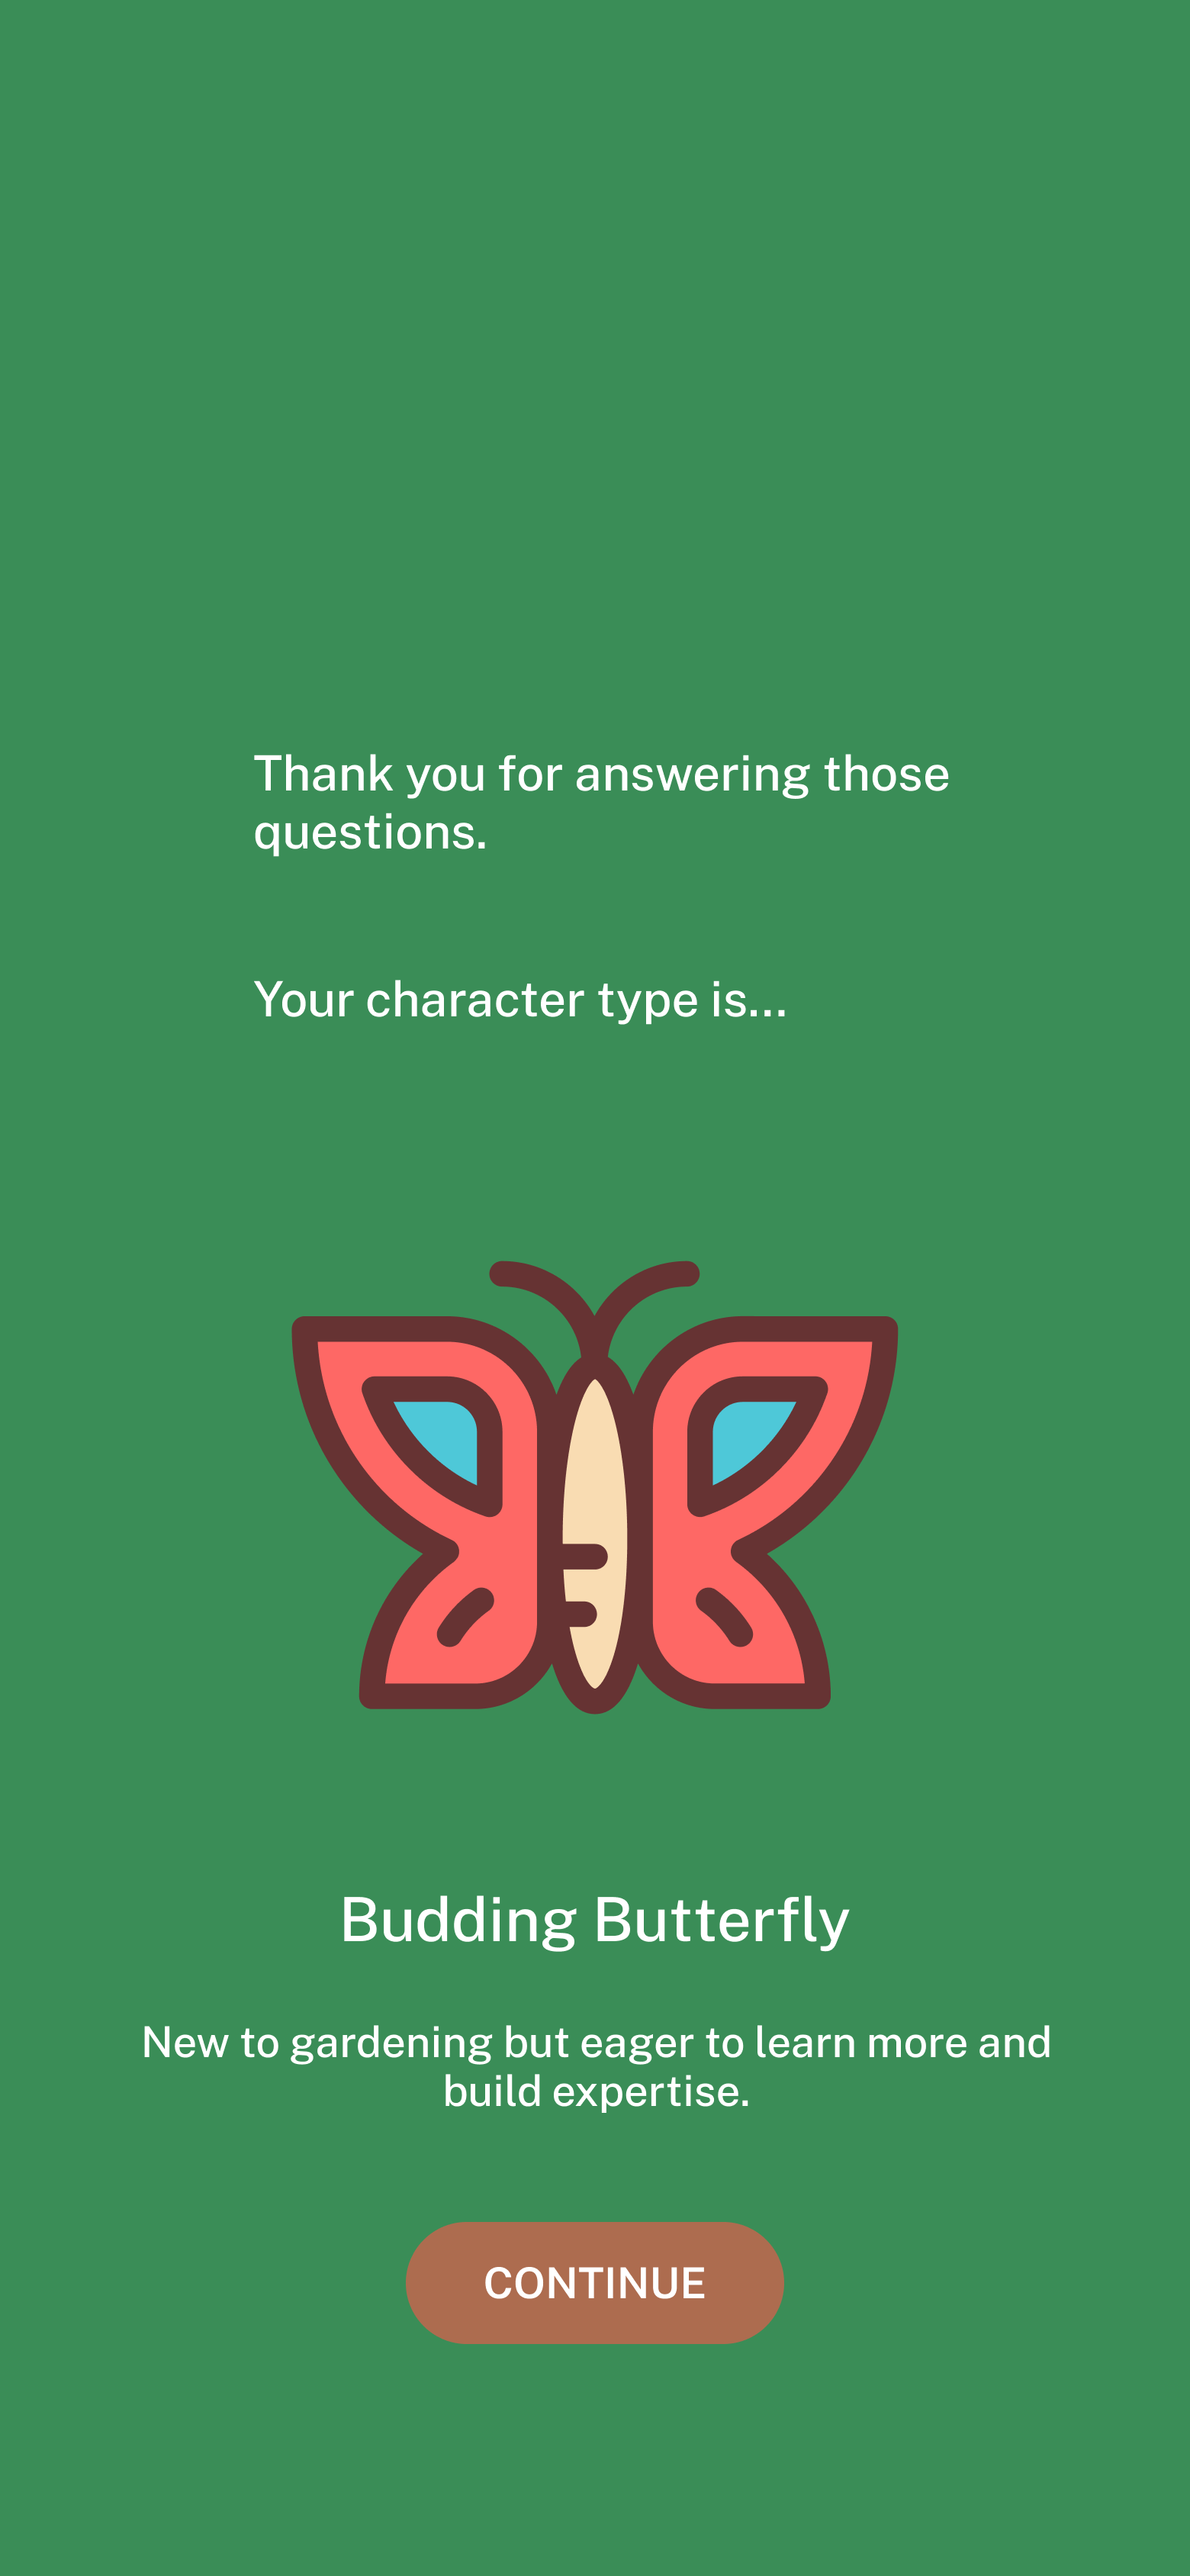 Thank you for answering those
questions.
Your character type is...
Budding Butterfly
New to gardening but eager to learn more and
build expertise.
CONTINUE